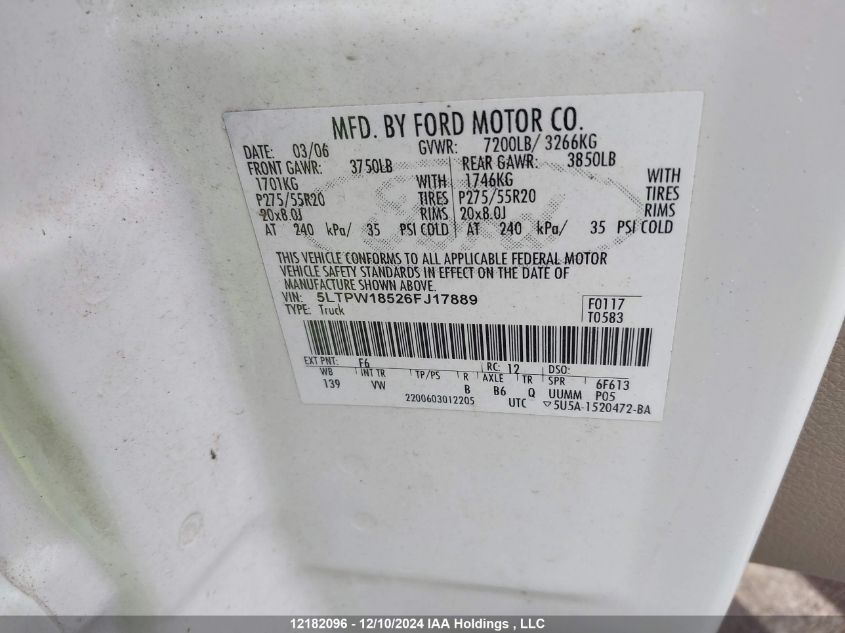 MFD. BY FORD MOTOR CO.
DATE: 03/06 GVWR: 7200LB/ 3266KG
FRONT GAWR: 3750LB REAR GAWR: 3850LB
1701KG WITH 1746KG WITH
P275/55R20 TIRES P275/55R20 TIRES
20x8.0J RIMS 20x8.0J RIMS
AT 240 kPa/ 35 PSI COLD AT 240 kPa/ 35 PSI COLD
THIS VEHICLE CONFORMS TO ALL APPLICABLE FEDERAL MOTOR
VEHICLE SAFETY STANDARDS IN EFFECT ON THE DATE OF
MANUFACTURE SHOWN ABOVE.
VIN: 5LTPW18526FJ17889 F0117
TYPE: Truck T0583
EXT PNT: F6 RC: 12 DSO:
WB INT TR TP/PS R AXLE TR SPR 6F613
139 VW B B6 Q UUMM P05
2200603012205 UTC ▽5U5A-1520472-BA
12182096 - 12/10/2024 IAA Holdings , LLC